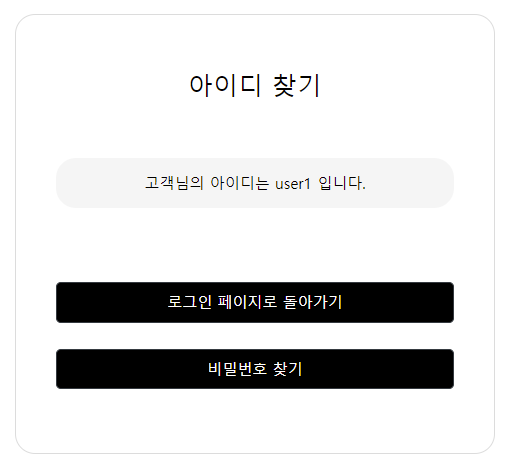 아이디 찾기
고객님의 아이디는 user1 입니다.
로그인 페이지로 돌아가기
비밀번호 찾기